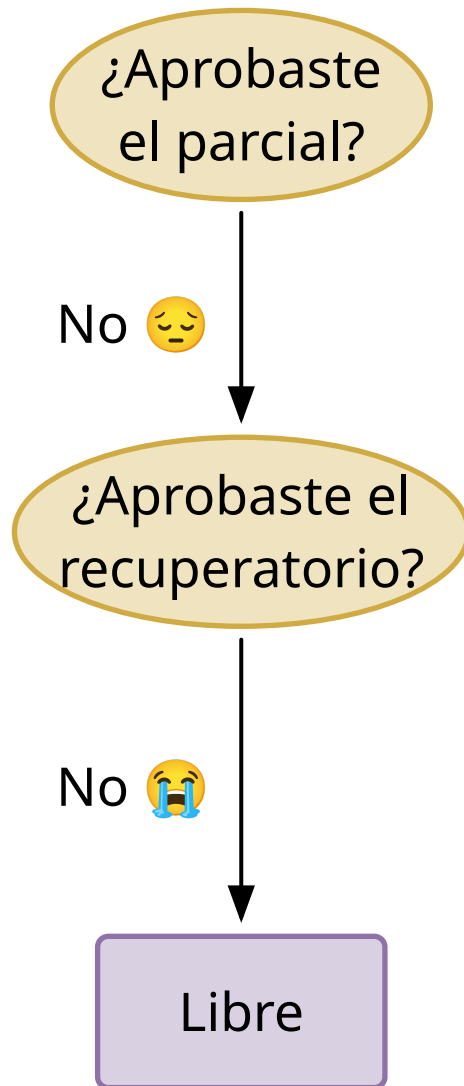 ¿Aprobaste
el parcial?
No 😔
¿Aprobaste el
recuperatorio?
No 😭
Libre